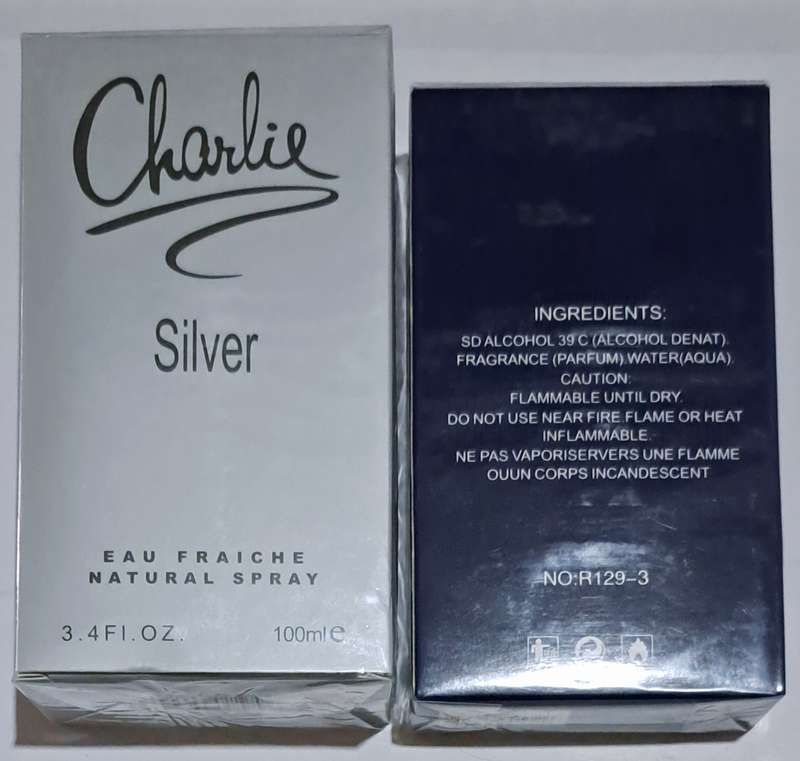 Charlie
Silver
EAU FRAICHE
NATURAL SPRAY
3.4Fl.OZ. 100ml e
INGREDIENTS:
SD ALCOHOL 39 C (ALCOHOL DENAT).
FRAGRANCE (PARFUM).WATER(AQUA).
CAUTION:
FLAMMABLE UNTIL DRY.
DO NOT USE NEAR FIRE.FLAME OR HEAT
INFLAMMABLE.
NE PAS VAPORISERVERS UNE FLAMME
OUUN CORPS INCANDESCENT
NO:R129-3